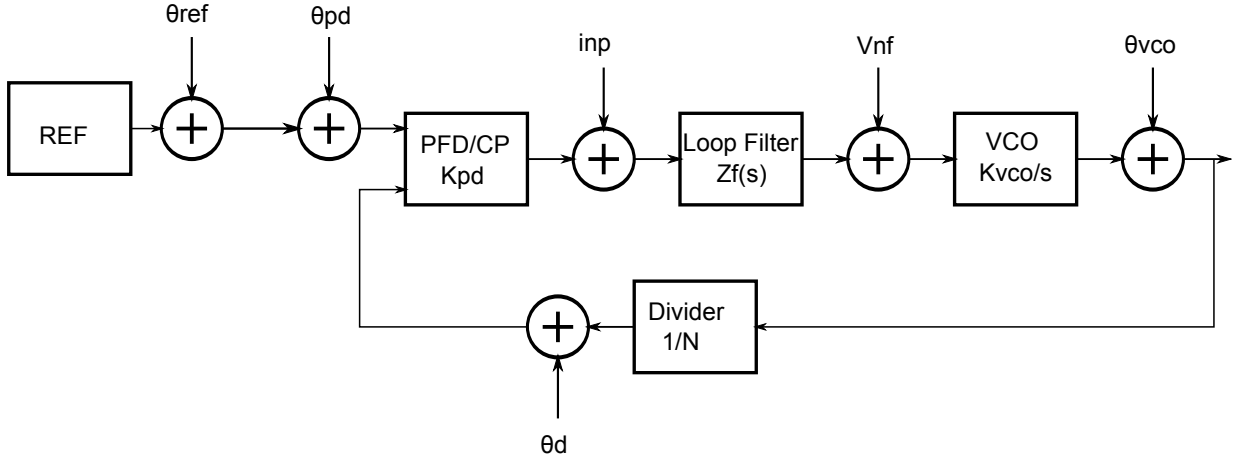 θref
θpd
inp
Vnf
θvco
REF
PFD/CP
Kpd
Loop Filter
Zf(s)
VCO
Kvco/s
Divider
1/N
θd